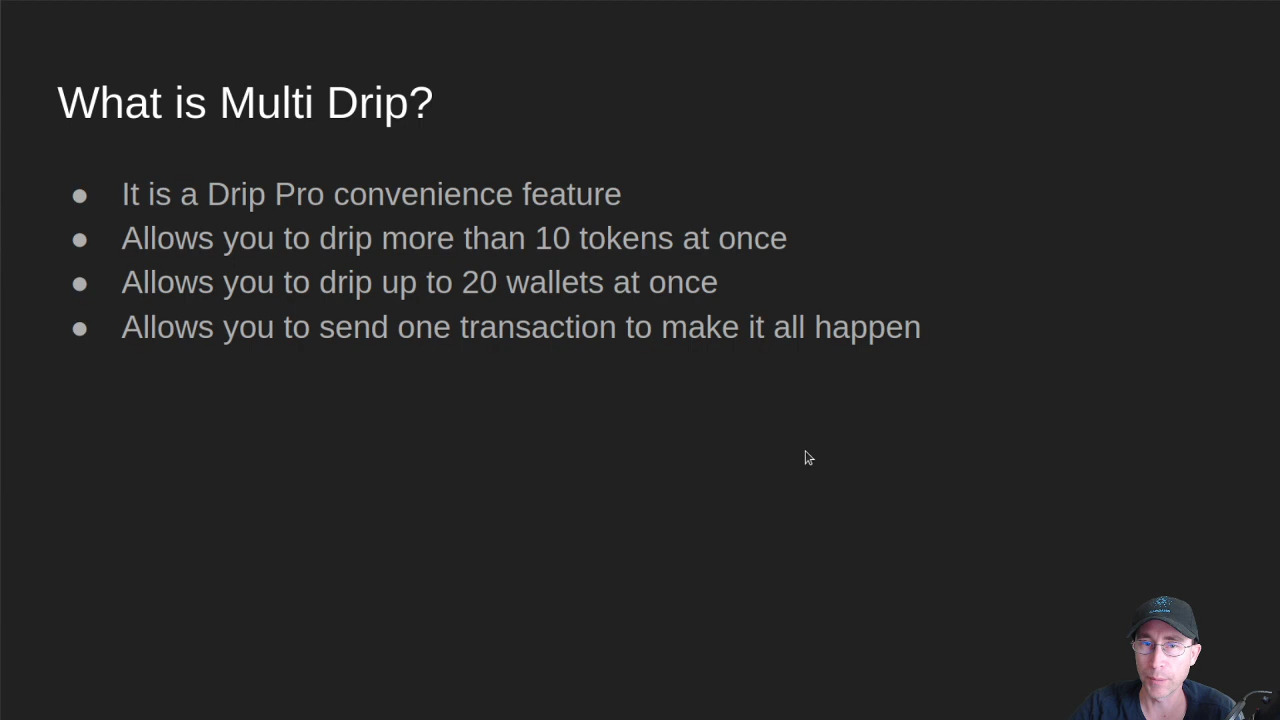 What is Multi Drip?
● It is a Drip Pro convenience feature
● Allows you to drip more than 10 tokens at once
● Allows you to drip up to 20 wallets at once
● Allows you to send one transaction to make it all happen